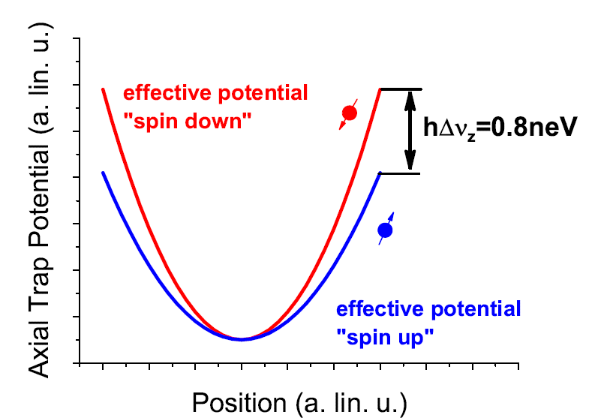 Axial Trap Potential (a. lin. u.)
effective potential
"spin down"
hΔν_z=0.8neV
effective potential
"spin up"
Position (a. lin. u.)